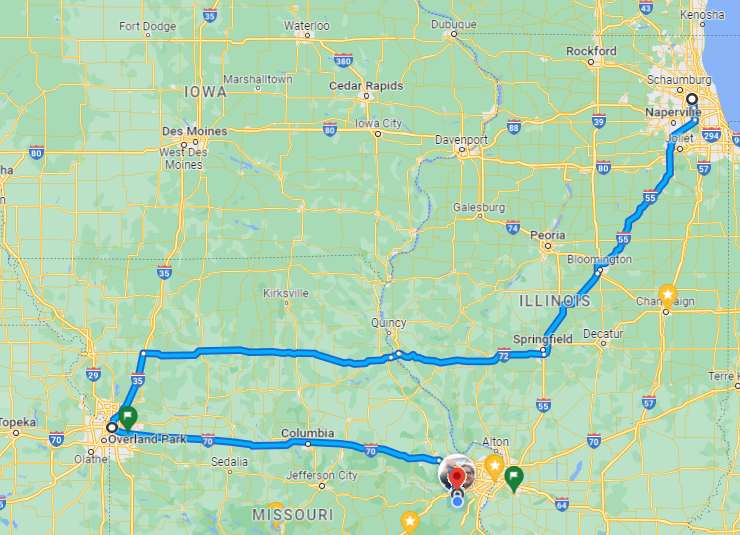 35
43
Kenosha
Fort Dodge
Waterloo
Dubuque
Rockford
380
Schaumburg
Marshalltown
IOWA
Cedar Rapids
Naperville
Des Moines
80
Iowa City
88
39
294
Joliet
80
West Des
Moines
Davenport
80
57
ha
55
Galesburg
74
Peoria
55
35
Bloomington
Kirksville
ILLINOIS
Champaign
Quincy
Springfield
Decatur
72
29
35
Terre
55
57
Topeka
70
Overland Park
70
Columbia
70
Alton
70
Olathe
Sedalia
Jefferson City
64
MISSOURI